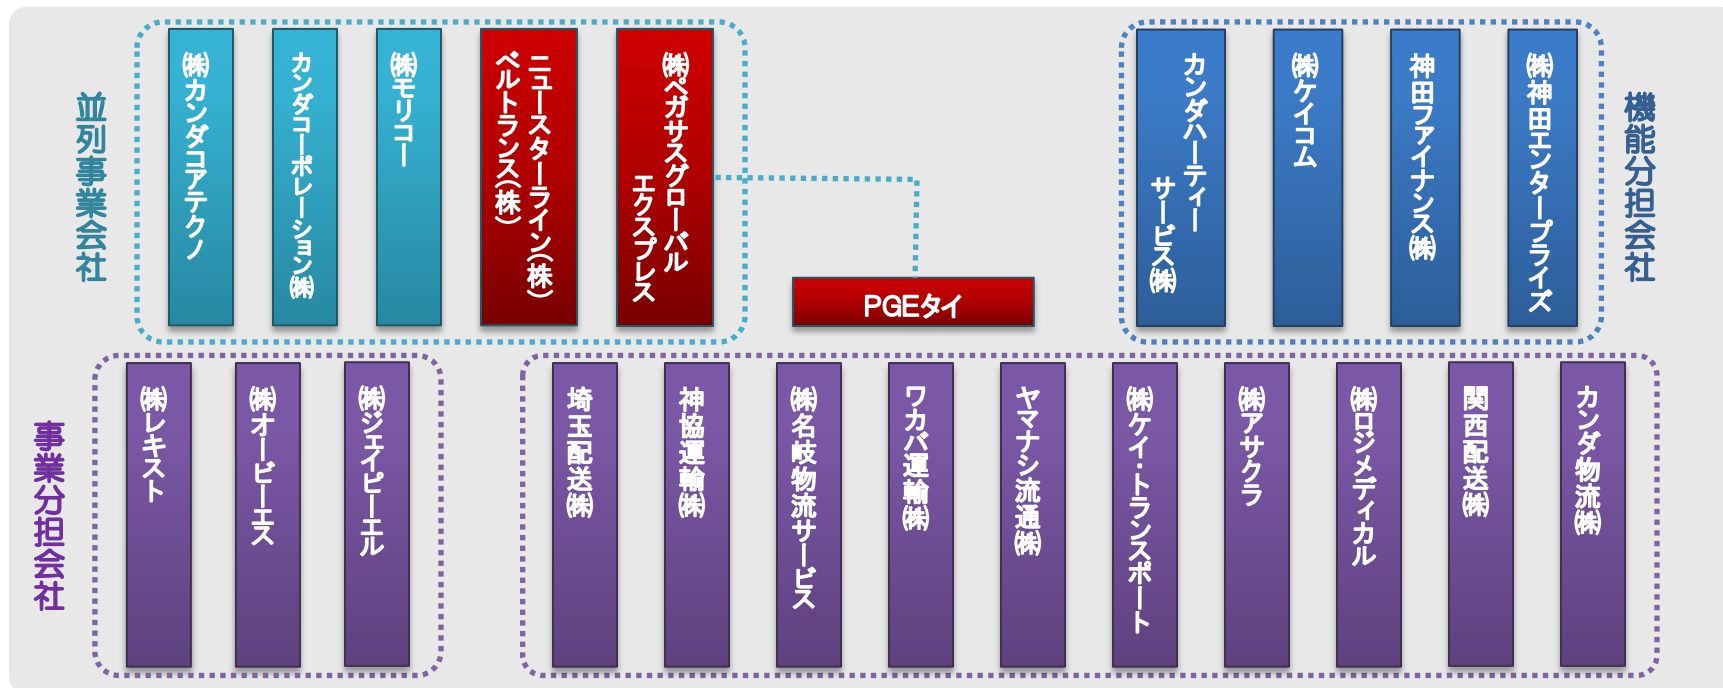 並列事業会社
㈱カンダコアテクノ
カンダコーポレーション㈱
㈱モリコー
ニュースターライン(株)
ベルトランス(株)
㈱ペガサスグローバル
エクスプレス
PGEタイ
機能分担会社
カンダハーティー
サービス㈱
㈱ケイコム
神田ファイナンス㈱
㈱神田エンタープライズ
事業分担会社
㈱レキスト
㈱オービーエス
㈱ジェイピーエル
埼玉配送㈱
神協運輸㈱
㈱名岐物流サービス
ワカバ運輸㈱
ヤマナシ流通㈱
㈱ケイ・トランスポート
㈱アサクラ
㈱ロジメディカル
関西配送㈱
カンダ物流㈱